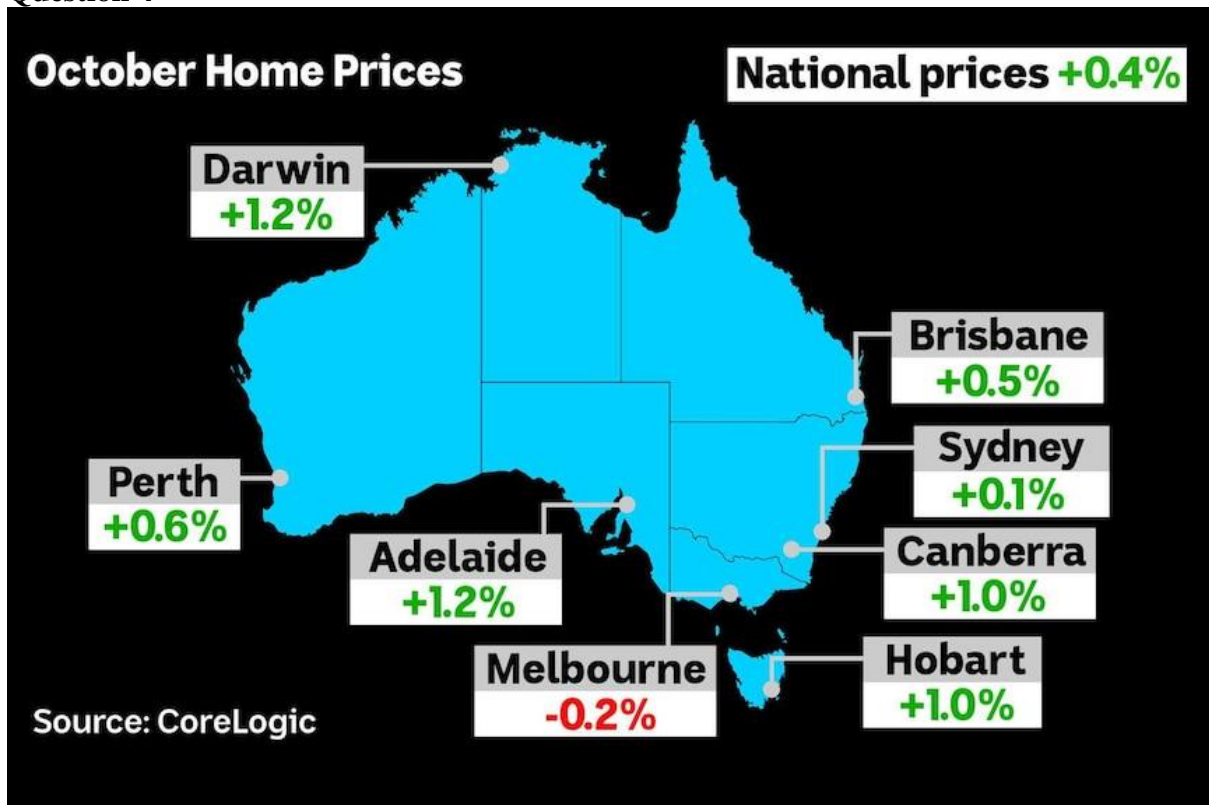 October Home Prices
National prices +0.4%
Darwin
+1.2%
Brisbane
+0.5%
Sydney
+0.1%
Perth
+0.6%
Adelaide
+1.2%
Canberra
+1.0%
Melbourne
-0.2%
Hobart
+1.0%
Source: CoreLogic